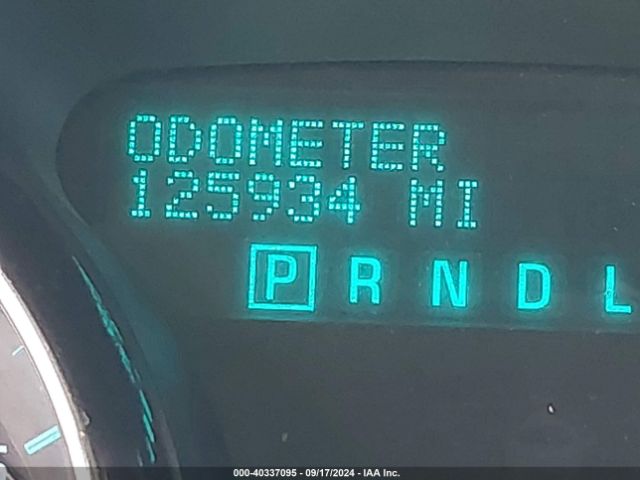 ODOMETER
125934 MI
P R N D L
000-40337095 - 09/17/2024 - IAA Inc.